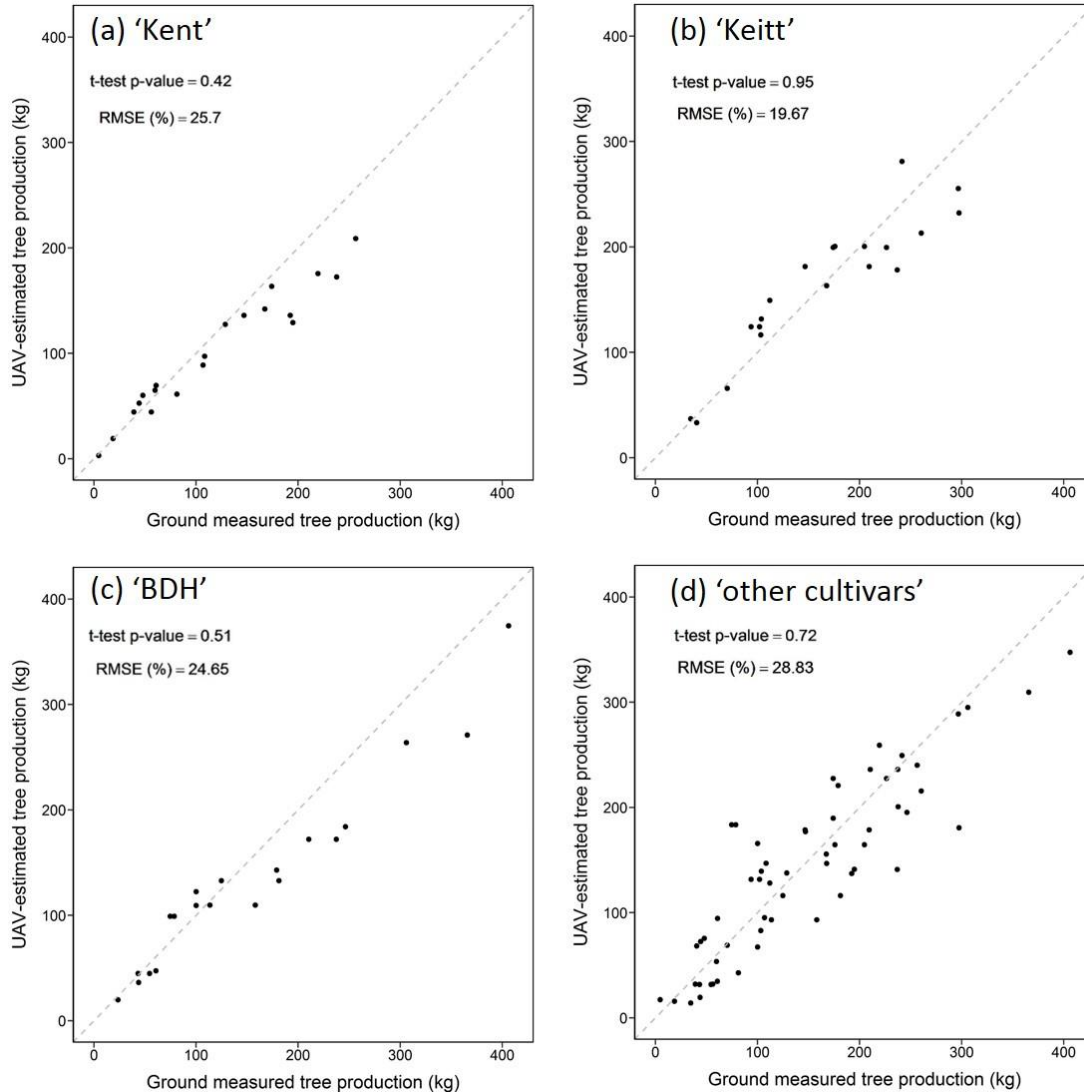 (a) ‘Kent’
t-test p-value = 0.42
RMSE (%) = 25.7
UAV-estimated tree production (kg)
400
300
200
100
0
0 100 200 300 400
Ground measured tree production (kg)
(b) ‘Keitt’
t-test p-value = 0.95
RMSE (%) = 19.67
UAV-estimated tree production (kg)
400
300
200
100
0
0 100 200 300 400
Ground measured tree production (kg)
(c) ‘BDH’
t-test p-value = 0.51
RMSE (%) = 24.65
UAV-estimated tree production (kg)
400
300
200
100
0
0 100 200 300 400
Ground measured tree production (kg)
(d) ‘other cultivars’
t-test p-value = 0.72
RMSE (%) = 28.83
UAV-estimated tree production (kg)
400
300
200
100
0
0 100 200 300 400
Ground measured tree production (kg)